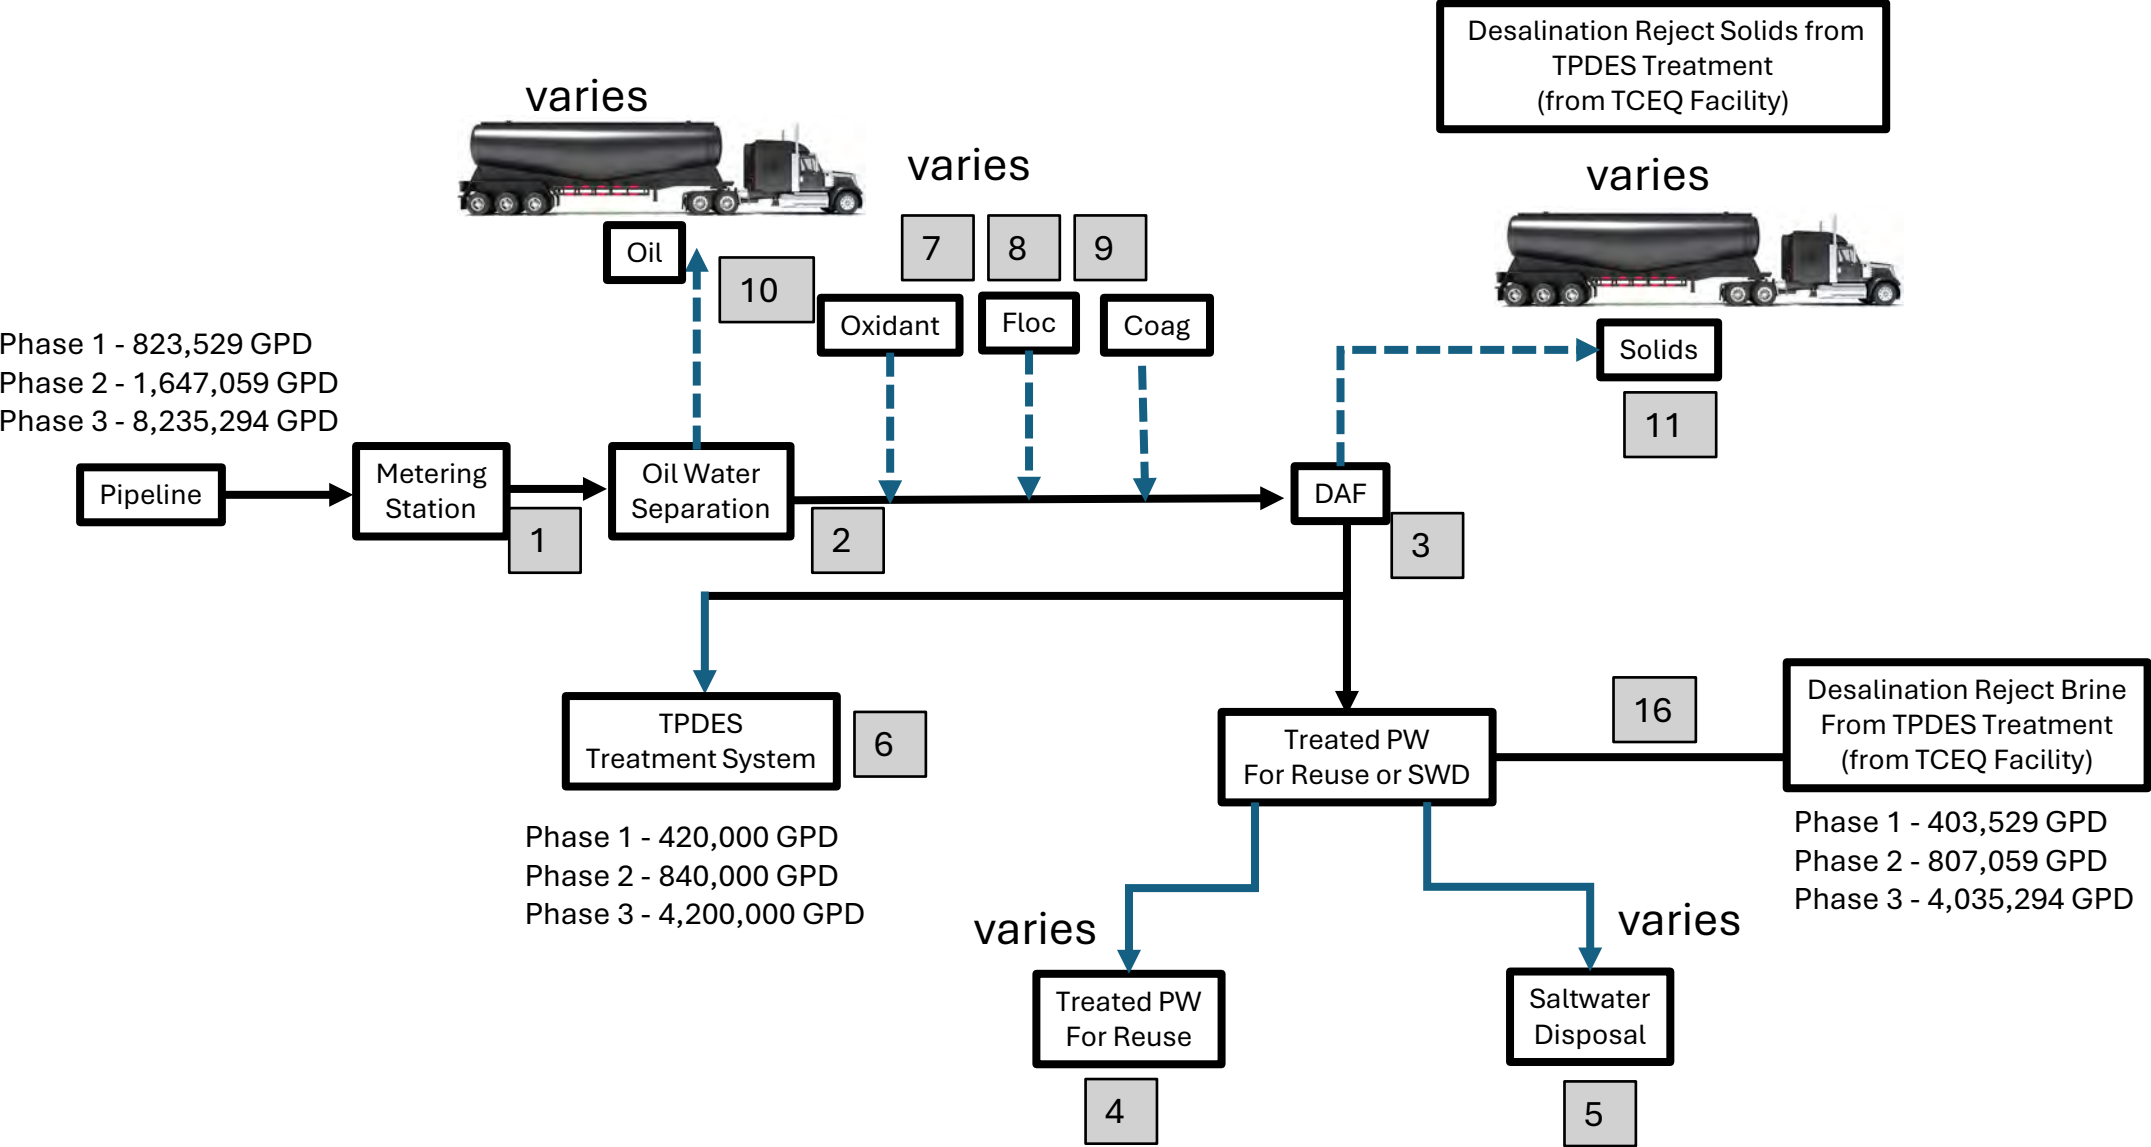 Desalination Reject Solids from
TPDES Treatment
(from TCEQ Facility)
varies
varies
varies
7
8
9
Oil
10
Oxidant
Floc
Coag
Solids
11
Phase 1 - 823,529 GPD
Phase 2 - 1,647,059 GPD
Phase 3 - 8,235,294 GPD
Pipeline
Metering
Station
1
Oil Water
Separation
2
DAF
3
TPDES
Treatment System
6
Phase 1 - 420,000 GPD
Phase 2 - 840,000 GPD
Phase 3 - 4,200,000 GPD
Treated PW
For Reuse or SWD
16
Desalination Reject Brine
From TPDES Treatment
(from TCEQ Facility)
Phase 1 - 403,529 GPD
Phase 2 - 807,059 GPD
Phase 3 - 4,035,294 GPD
varies
varies
Treated PW
For Reuse
4
Saltwater
Disposal
5